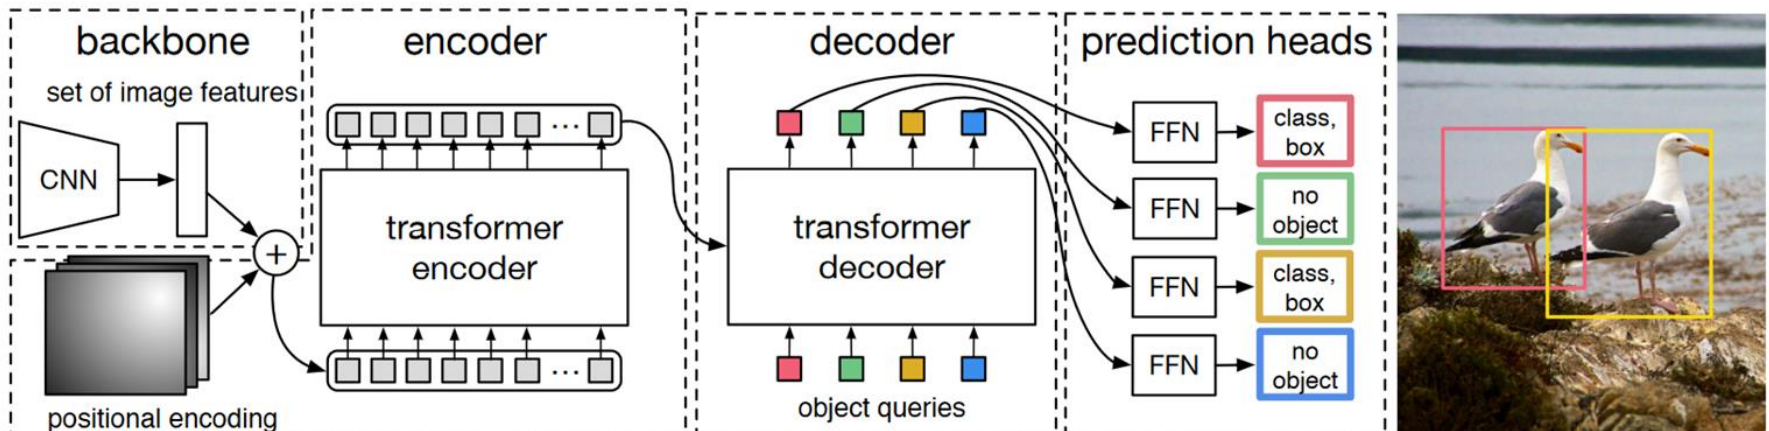 backbone
set of image features
CNN
+
positional encoding
encoder
...
transformer
encoder
...
decoder
transformer
decoder
object queries
prediction heads
FFN
class,
box
FFN
no
object
FFN
class,
box
FFN
no
object